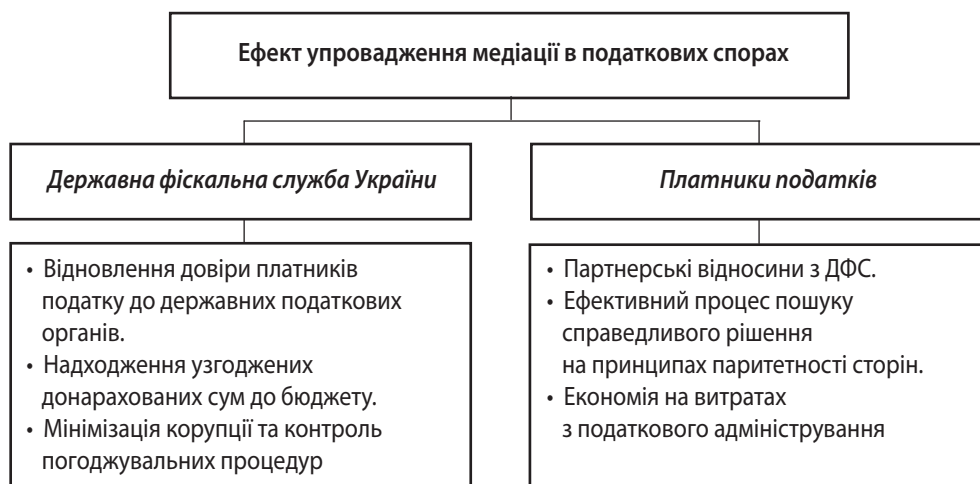 Ефект упровадження медіації в податкових спорах
Державна фіскальна служба України
• Відновлення довіри платників
податку до державних податкових
органів.
• Надходження узгоджених
донарахованих сум до бюджету.
• Мінімізація корупції та контроль
погоджувальних процедур
Платники податків
• Партнерські відносини з ДФС.
• Ефективний процес пошуку
справедливого рішення
на принципах паритетності сторін.
• Економія на витратах
з податкового адміністрування